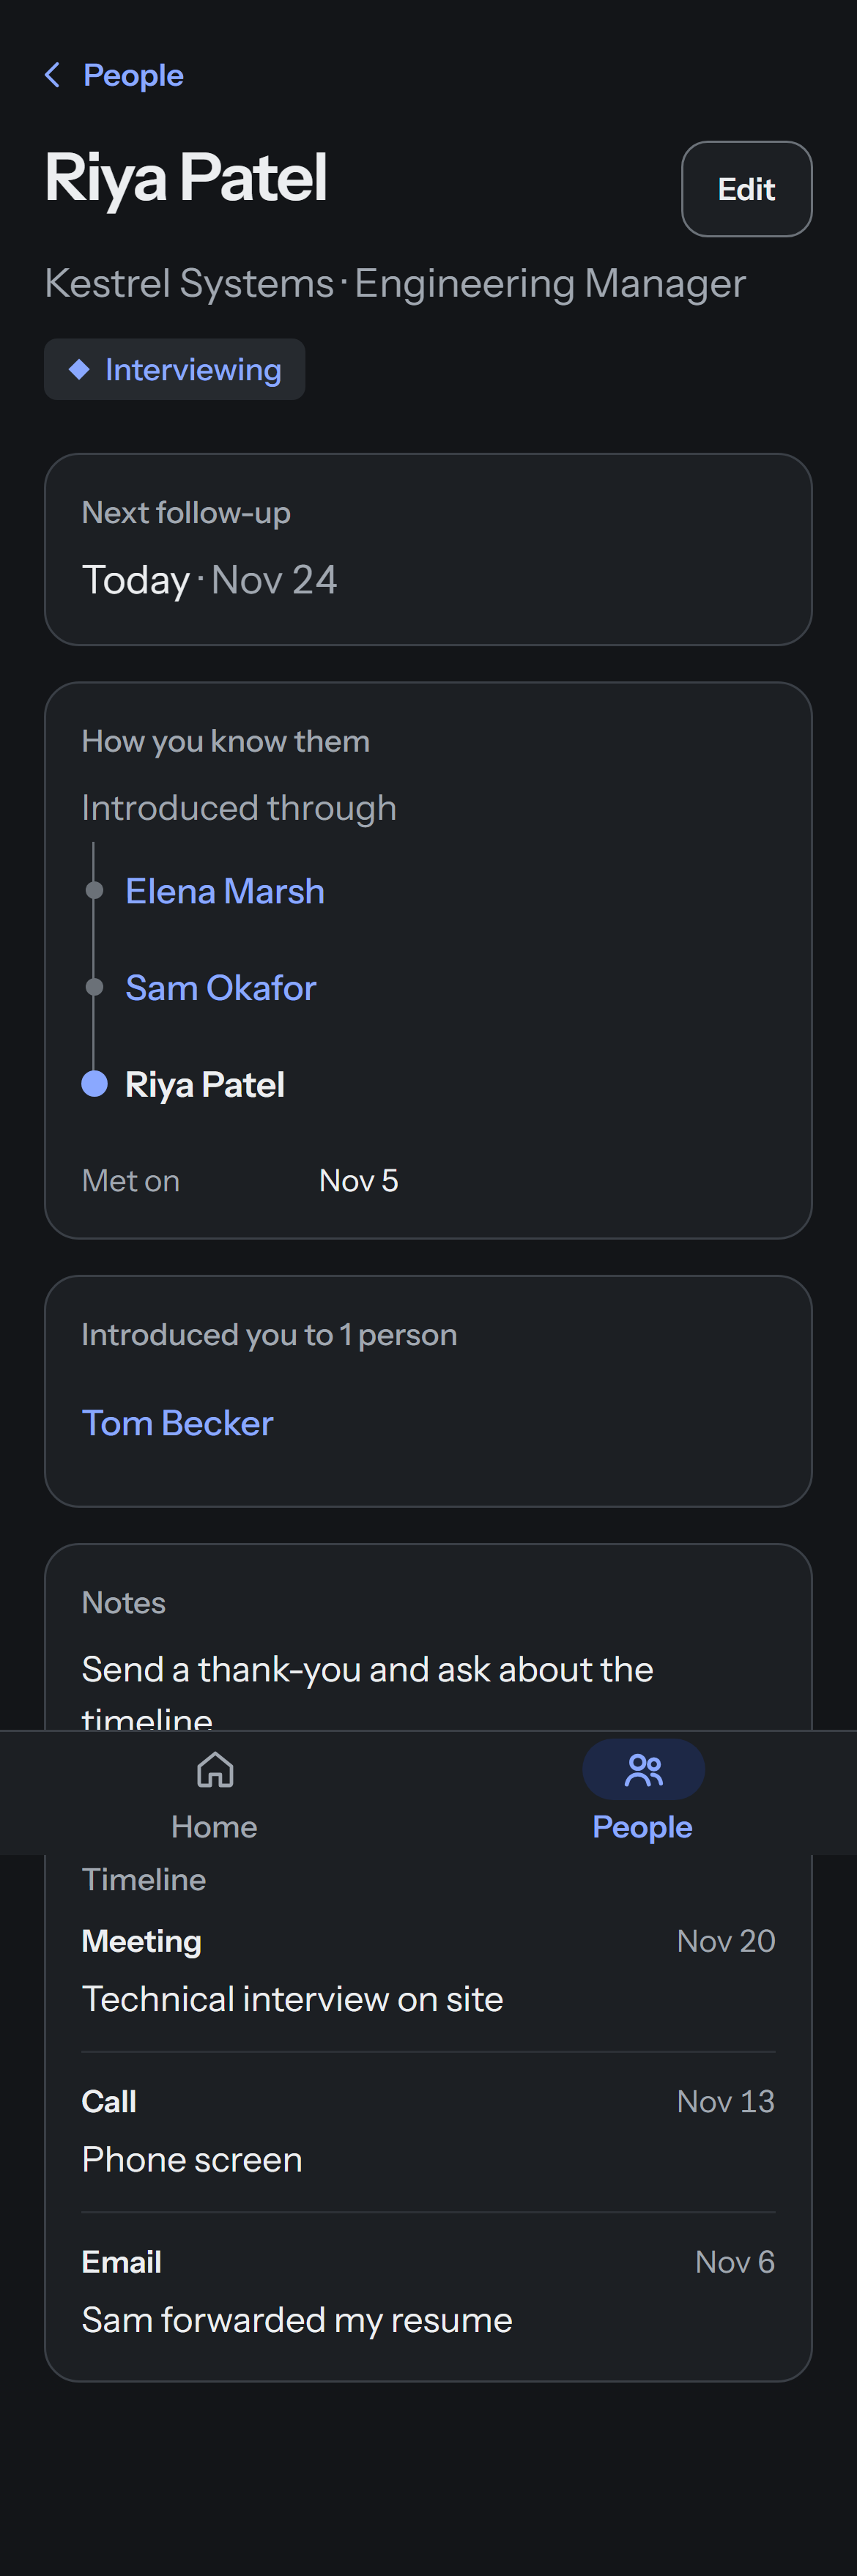 People
Riya Patel
Edit
Kestrel Systems · Engineering Manager
Interviewing
Next follow-up
Today · Nov 24
How you know them
Introduced through
Elena Marsh
Sam Okafor
Riya Patel
Met on Nov 5
Introduced you to 1 person
Tom Becker
Notes
Send a thank-you and ask about the
timeline
Home
People
Timeline
Meeting Nov 20
Technical interview on site
Call Nov 13
Phone screen
Email Nov 6
Sam forwarded my resume